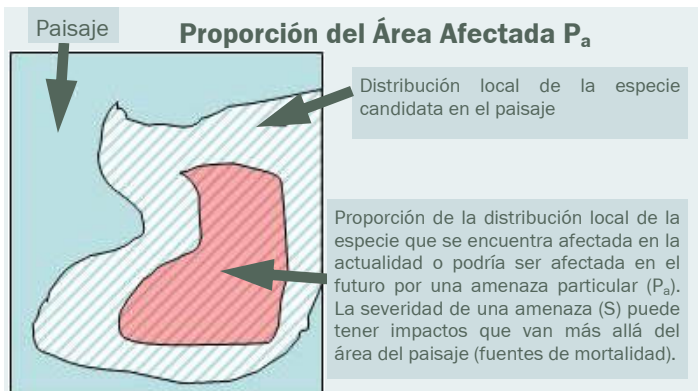 Paisaje
Proporción del Área Afectada Pa
Distribución local de la especie
candidata en el paisaje
Proporción de la distribución local de la
especie que se encuentra afectada en la
actualidad o podría ser afectada en el
futuro por una amenaza particular (Pa).
La severidad de una amenaza (S) puede
tener impactos que van más allá del
área del paisaje (fuentes de mortalidad).